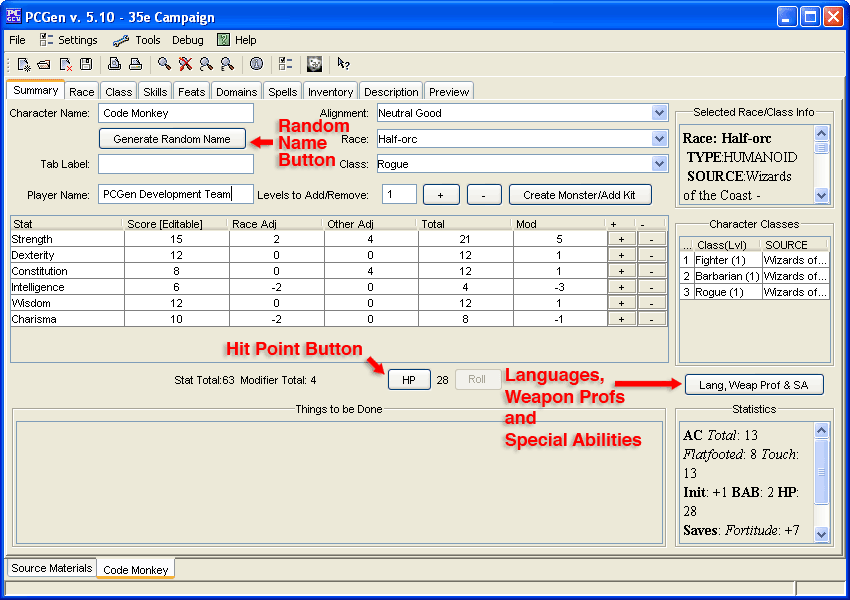 PCGen v. 5.10 - 35e Campaign
File Settings Tools Debug Help
Summary Race Class Skills Feats Domains Spells Inventory Description Preview
Character Name: Code Monkey Alignment: Neutral Good
Generate Random Name
Random
Name
Button
Race: Half-orc
Tab Label: Class: Rogue
Player Name: PCGen Development Team Levels to Add/Remove: 1 + - Create Monster/Add Kit
Selected Race/Class Info
Race: Half-orc
TYPE:HUMANOID
SOURCE:Wizards
of the Coast -
Stat Score [Editable] Race Adj Other Adj Total Mod + -
Strength 15 2 4 21 5 + -
Dexterity 12 0 0 12 1 + -
Constitution 8 0 4 12 1 + -
Intelligence 6 -2 0 4 -3 + -
Wisdom 12 0 0 12 1 + -
Charisma 10 -2 0 8 -1 + -
Character Classes
... Class(Lvl) SOURCE
1 Fighter (1) Wizards of...
2 Barbarian (1) Wizards of...
3 Rogue (1) Wizards of...
Hit Point Button
Stat Total:63 Modifier Total: 4 HP 28 Roll
Languages,
Weapon Profs
and
Special Abilities
Lang, Weap Prof & SA
Things to be Done
Statistics
AC Total: 13
Flatfooted: 8 Touch:
13
Init: +1 BAB: 2 HP:
28
Saves: Fortitude: +7
Source Materials Code Monkey